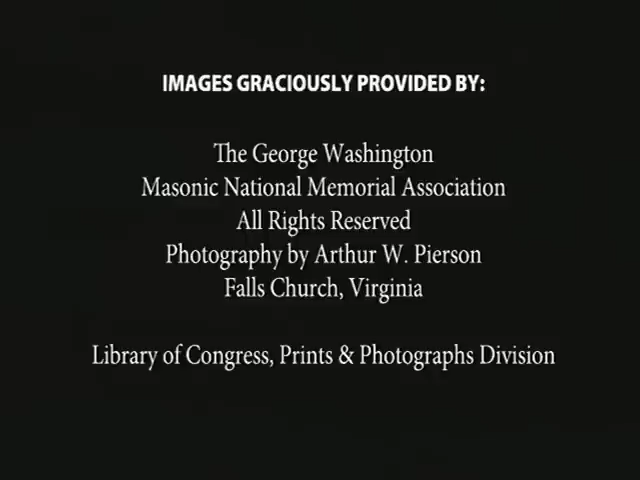 IMAGES GRACIOUSLY PROVIDED BY:
The George Washington
Masonic National Memorial Association
All Rights Reserved
Photography by Arthur W. Pierson
Falls Church, Virginia
Library of Congress, Prints & Photographs Division